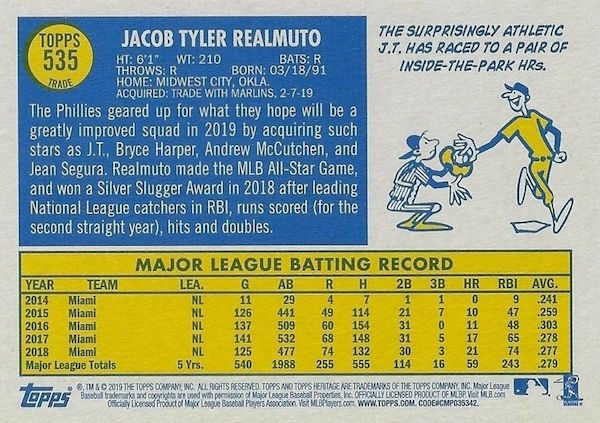 TOPPS
535
TRADE
JACOB TYLER REALMUTO
HT: 6'1" WT: 210 BATS: R
THROWS: R BORN: 03/18/91
HOME: MIDWEST CITY, OKLA.
ACQUIRED: TRADE WITH MARLINS, 2-7-19
The Phillies geared up for what they hope will be a
greatly improved squad in 2019 by acquiring such
stars as J.T., Bryce Harper, Andrew McCutchen, and
Jean Segura. Realmuto made the MLB All-Star Game,
and won a Silver Slugger Award in 2018 after leading
National League catchers in RBI, runs scored (for the
second straight year), hits and doubles.
THE SURPRISINGLY ATHLETIC
J.T. HAS RACED TO A PAIR OF
INSIDE-THE-PARK HRs.
MAJOR LEAGUE BATTING RECORD
YEAR TEAM LEA. G AB R H 2B 3B HR RBI AVG.
2014 Miami NL 11 29 4 7 1 1 0 9 .241
2015 Miami NL 126 441 49 114 21 7 10 47 .259
2016 Miami NL 137 509 60 154 31 0 11 48 .303
2017 Miami NL 141 532 68 148 31 5 17 65 .278
2018 Miami NL 125 477 74 132 30 3 21 74 .277
Major League Totals 5 Yrs. 540 1988 255 555 114 16 59 243 .279
Topps
®, TM & © 2019 THE TOPPS COMPANY, INC. ALL RIGHTS RESERVED. TOPPS AND TOPPS HERITAGE ARE TRADEMARKS OF THE TOPPS COMPANY, INC. Major League
Baseball trademarks and copyrights are used with permission of Major League Baseball Properties, Inc. OFFICIALLY LICENSED PRODUCT OF MLBP. Visit MLB.com
Officially Licensed Product of Major League Baseball Players Association. Visit MLBPlayers.com. WWW.TOPPS.COM. CODE#CMP035342.